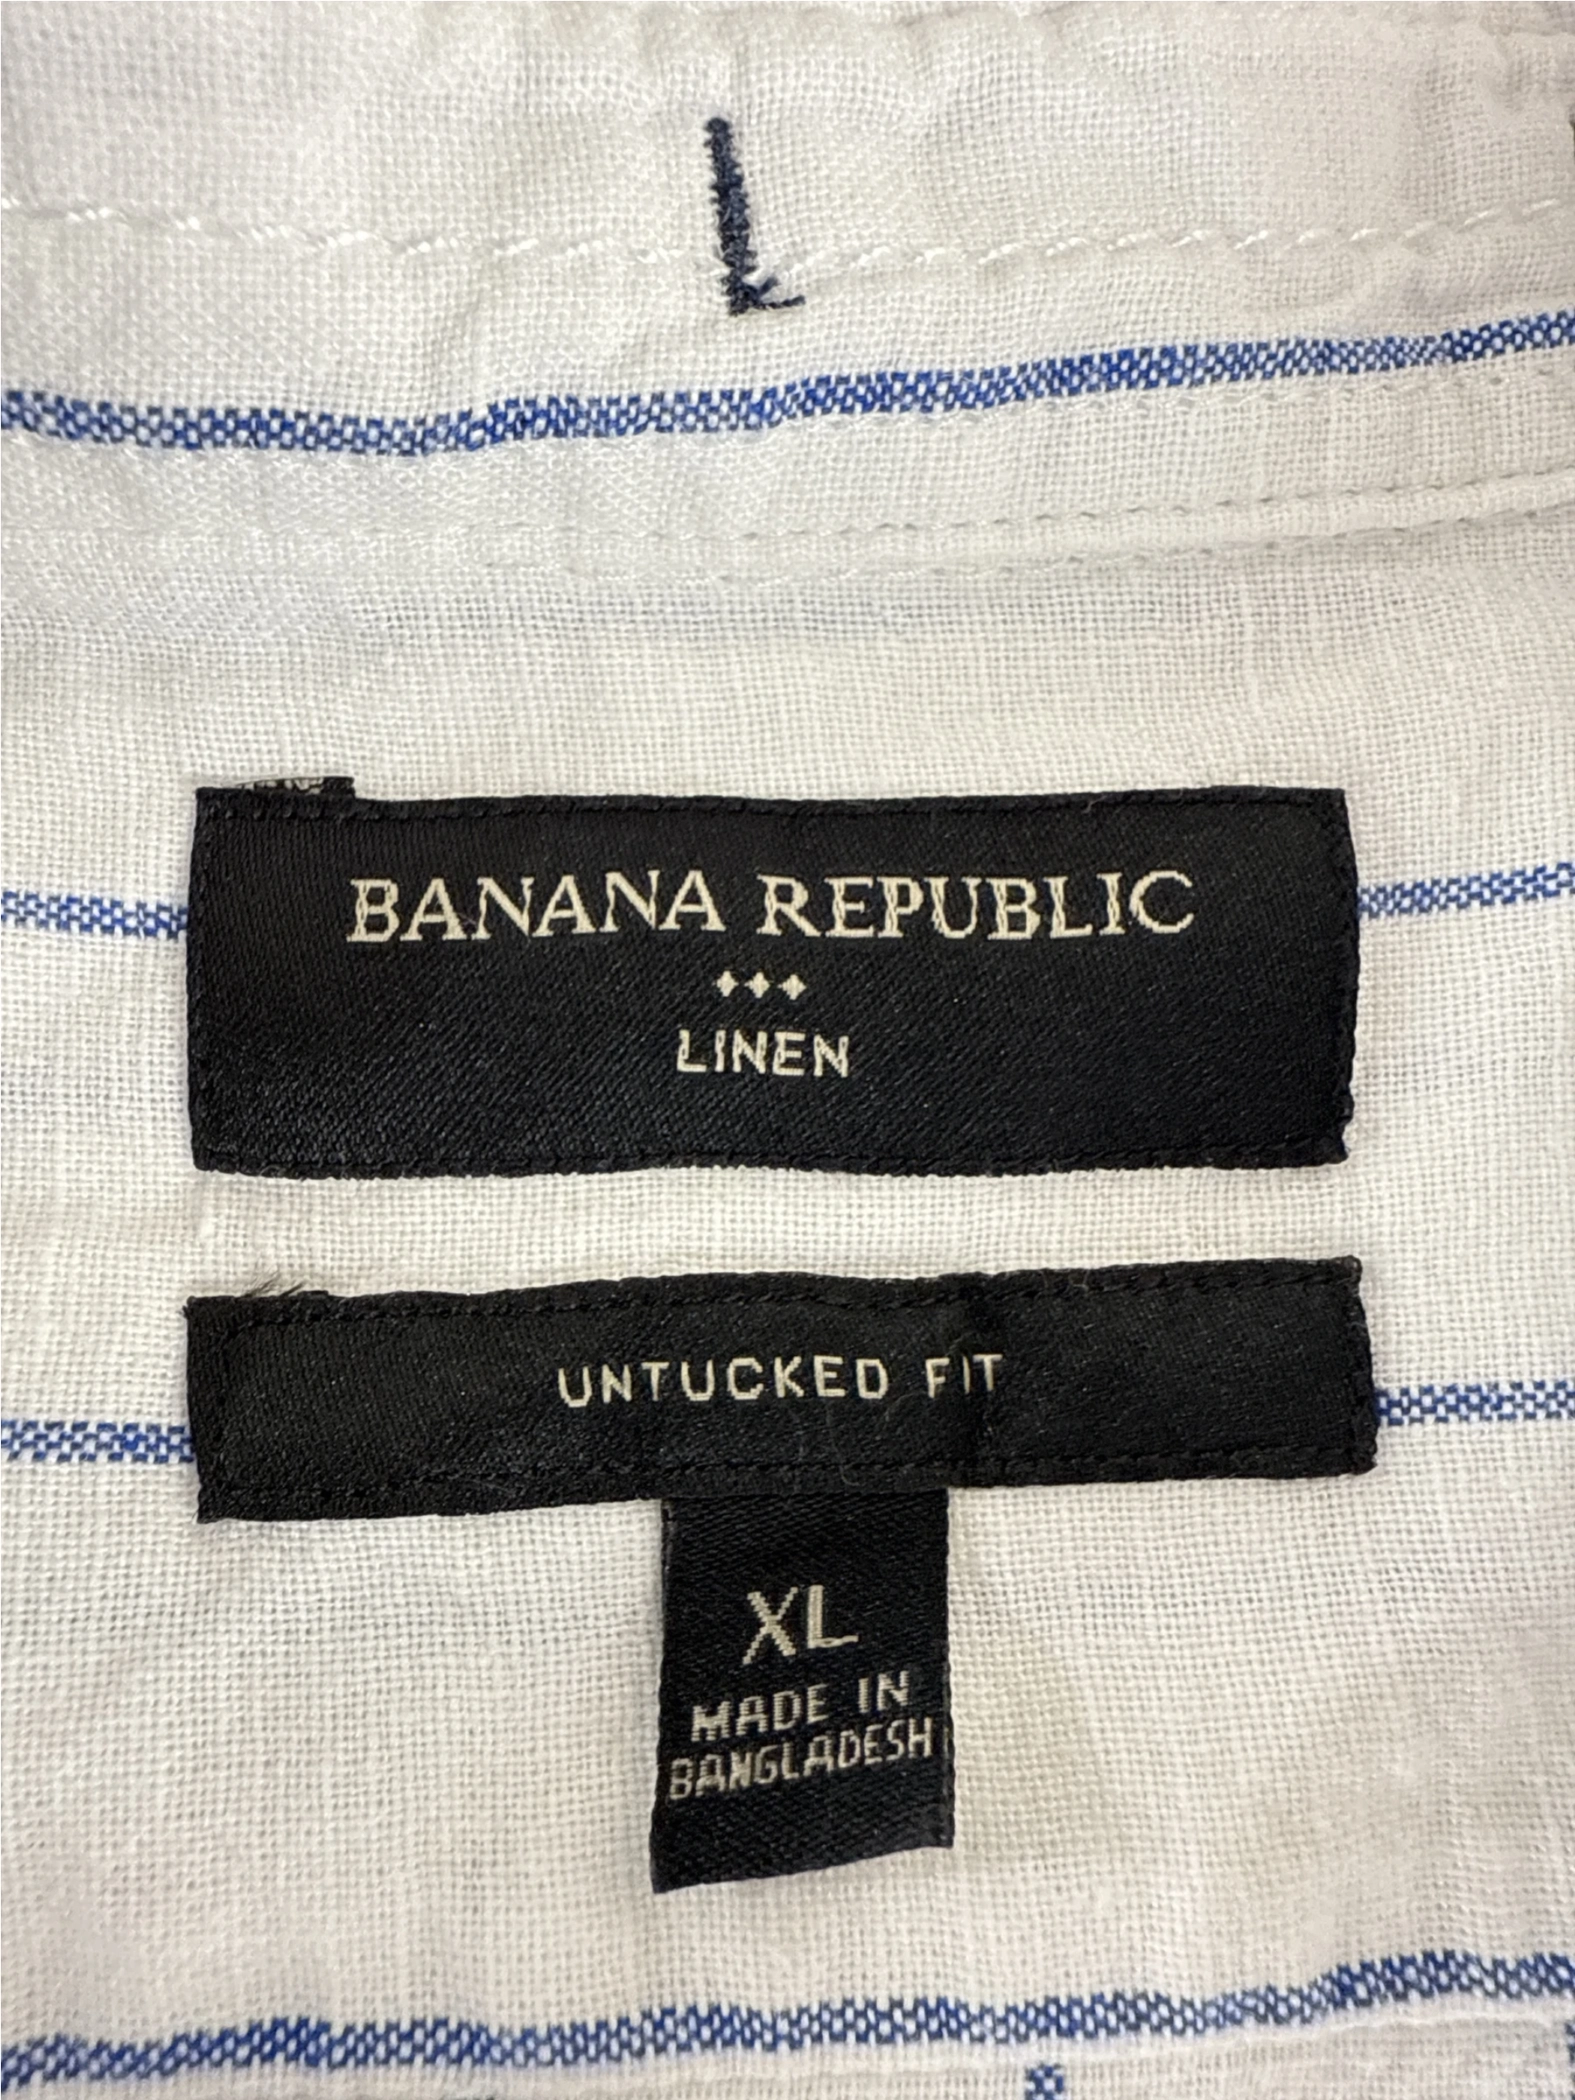 BANANA REPUBLIC
LINEN
UNTUCKED FIT
XL
MADE IN
BANGLADESH